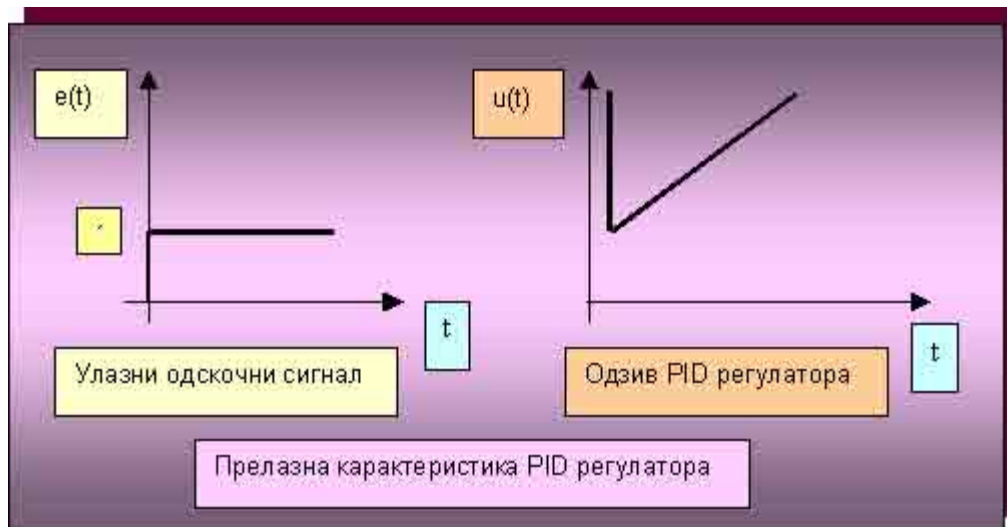 e(t)
u(t)
t
t
Улазни одскочни сигнал
Одзив PID регулатора
Прелазна карактеристика PID регулатора